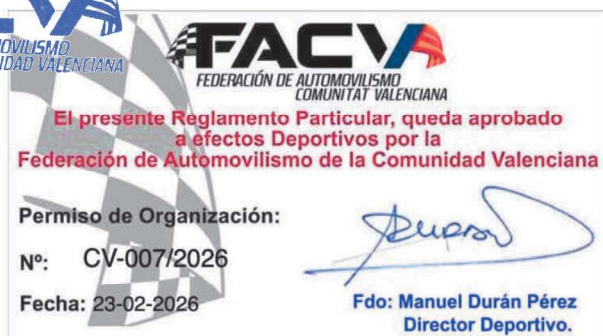 OVILISMO
IDAD VALENCIANA
FACV
FEDERACIÓN DE AUTOMOVILISMO
COMUNITAT VALENCIANA
El presente Reglamento Particular, queda aprobado
a efectos Deportivos por la
Federación de Automovilismo de la Comunidad Valenciana
Permiso de Organización:
Nº: CV-007/2026
Fecha: 23-02-2026
Fdo: Manuel Durán Pérez
Director Deportivo.